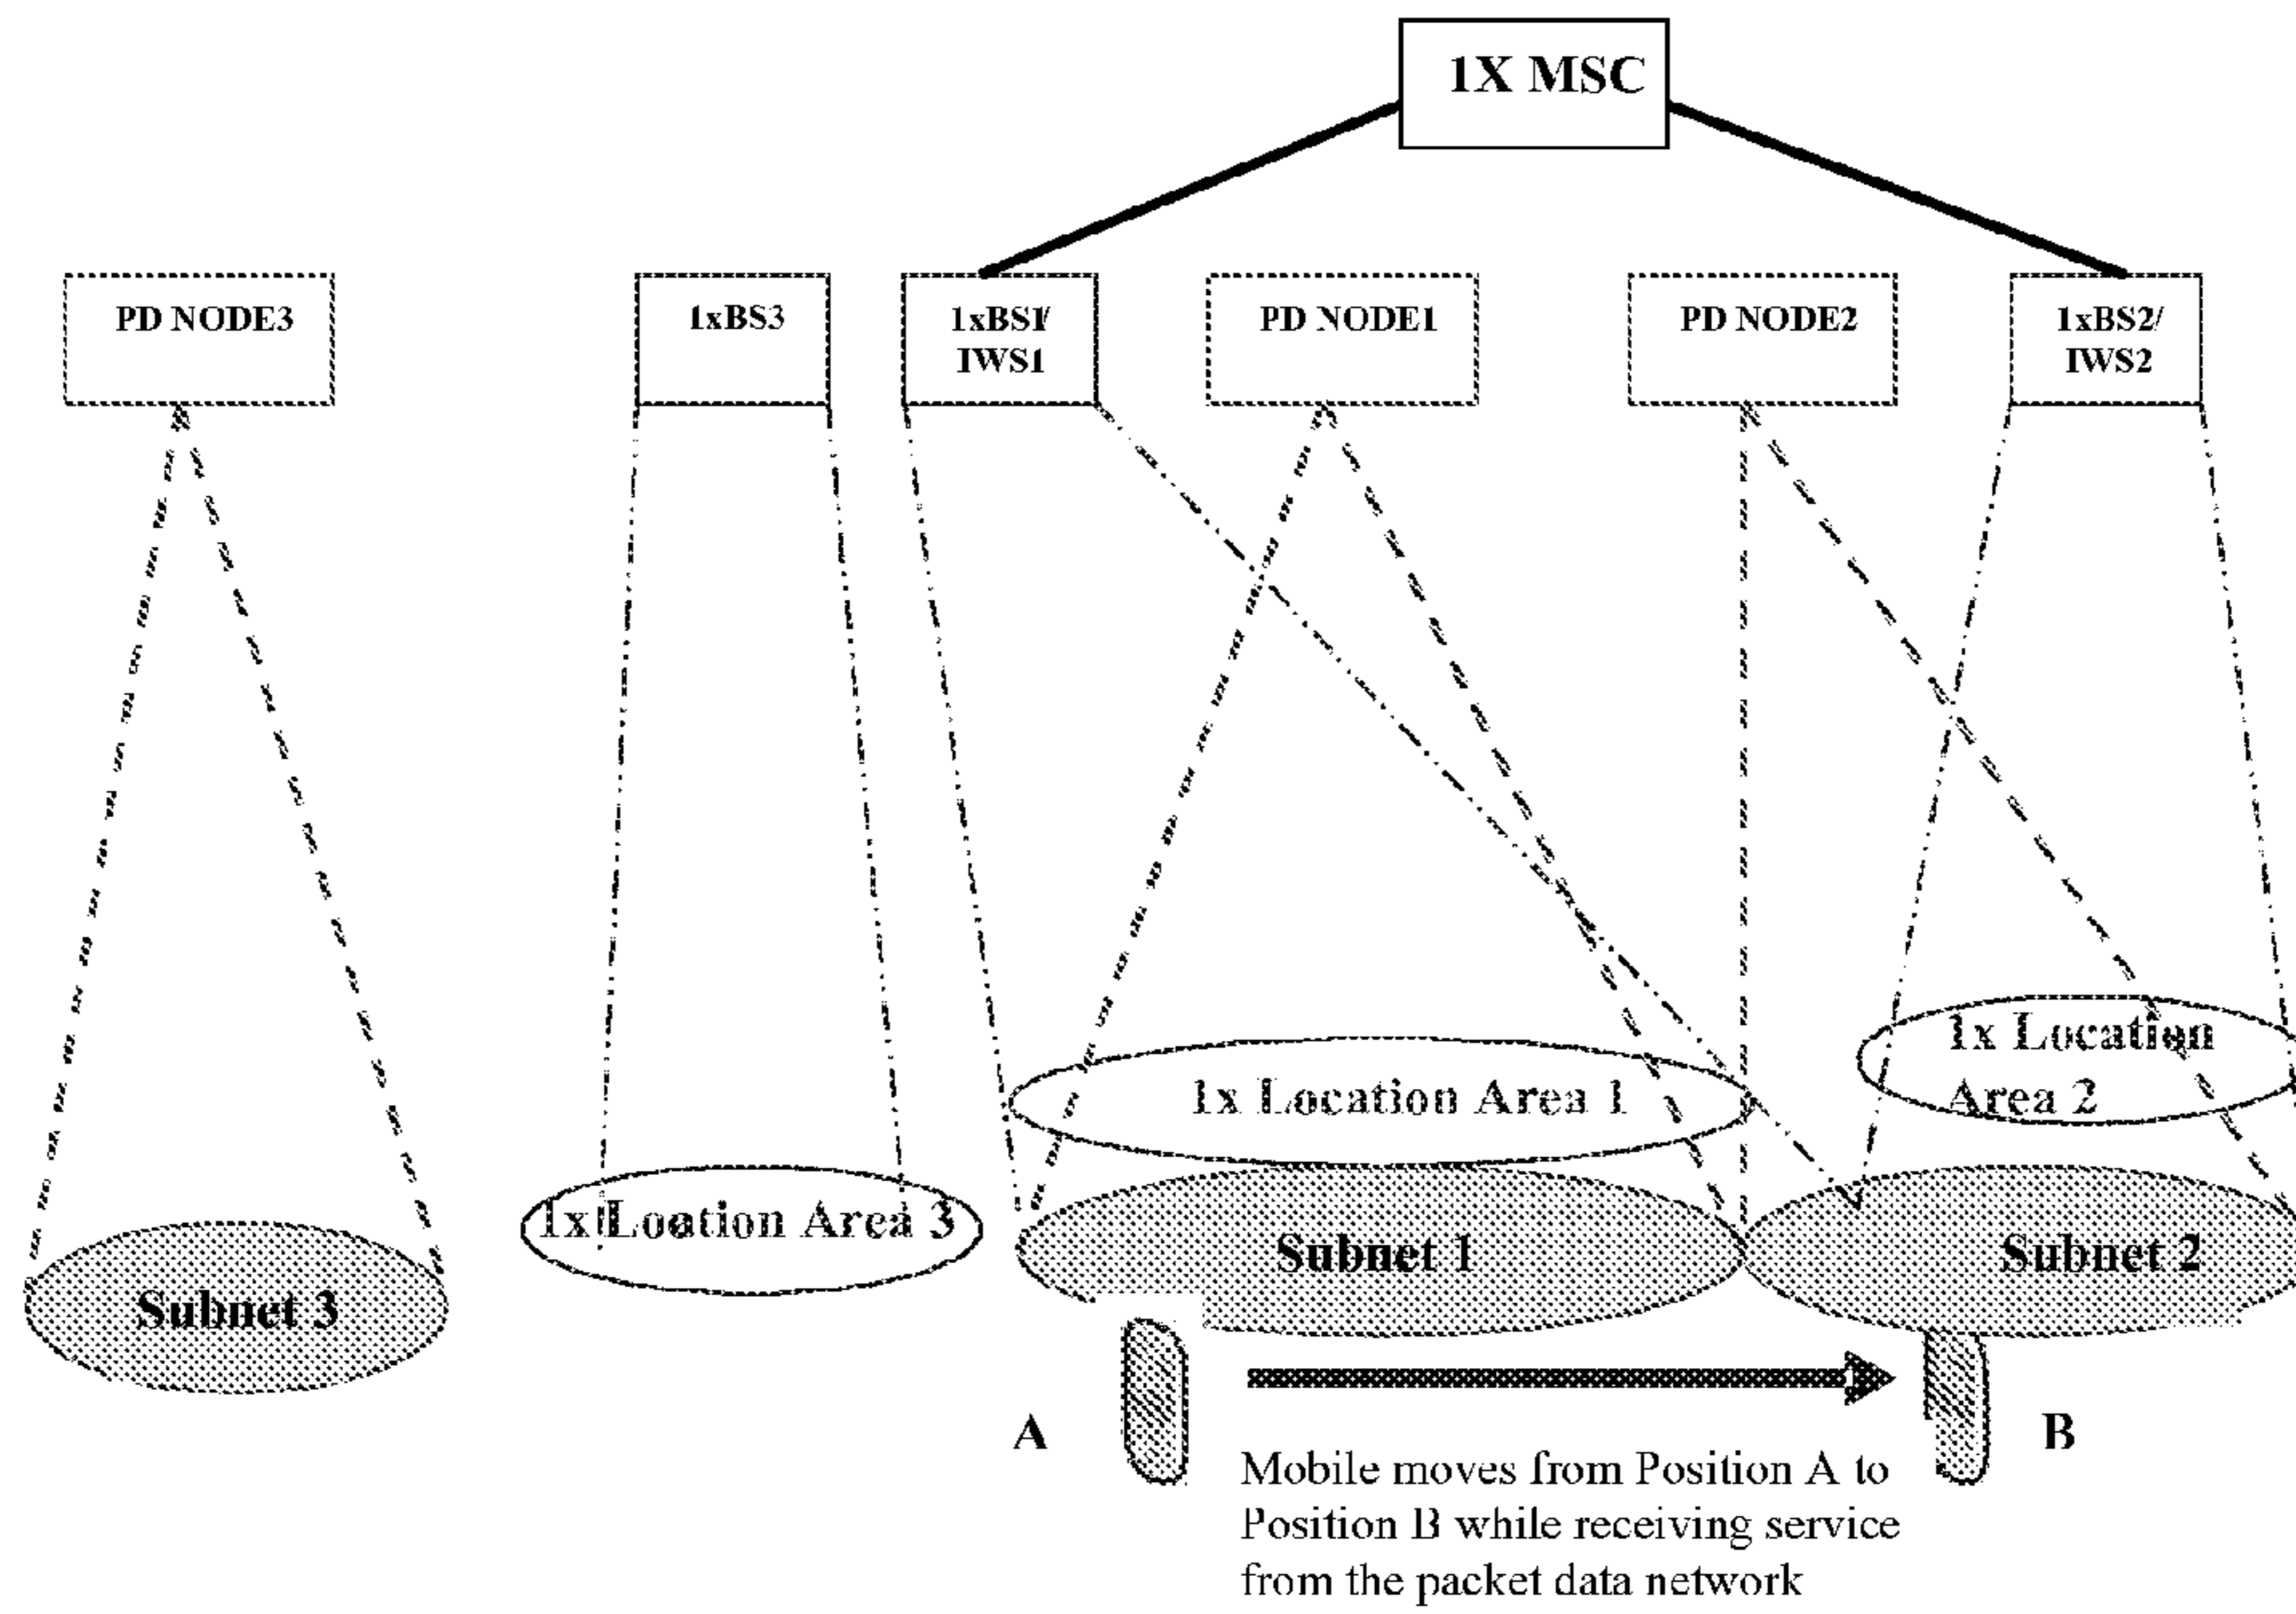 1X MSC
PD NODE3
1xBS3
1xBS1/
IWS1
PD NODE1
PD NODE2
1xBS2/
IWS2
1x Location
Area 2
1x Location Area 1
1x Location Area 3
Subnet 1
Subnet 2
Subnet 3
A
B
Mobile moves from Position A to
Position B while receiving service
from the packet data network